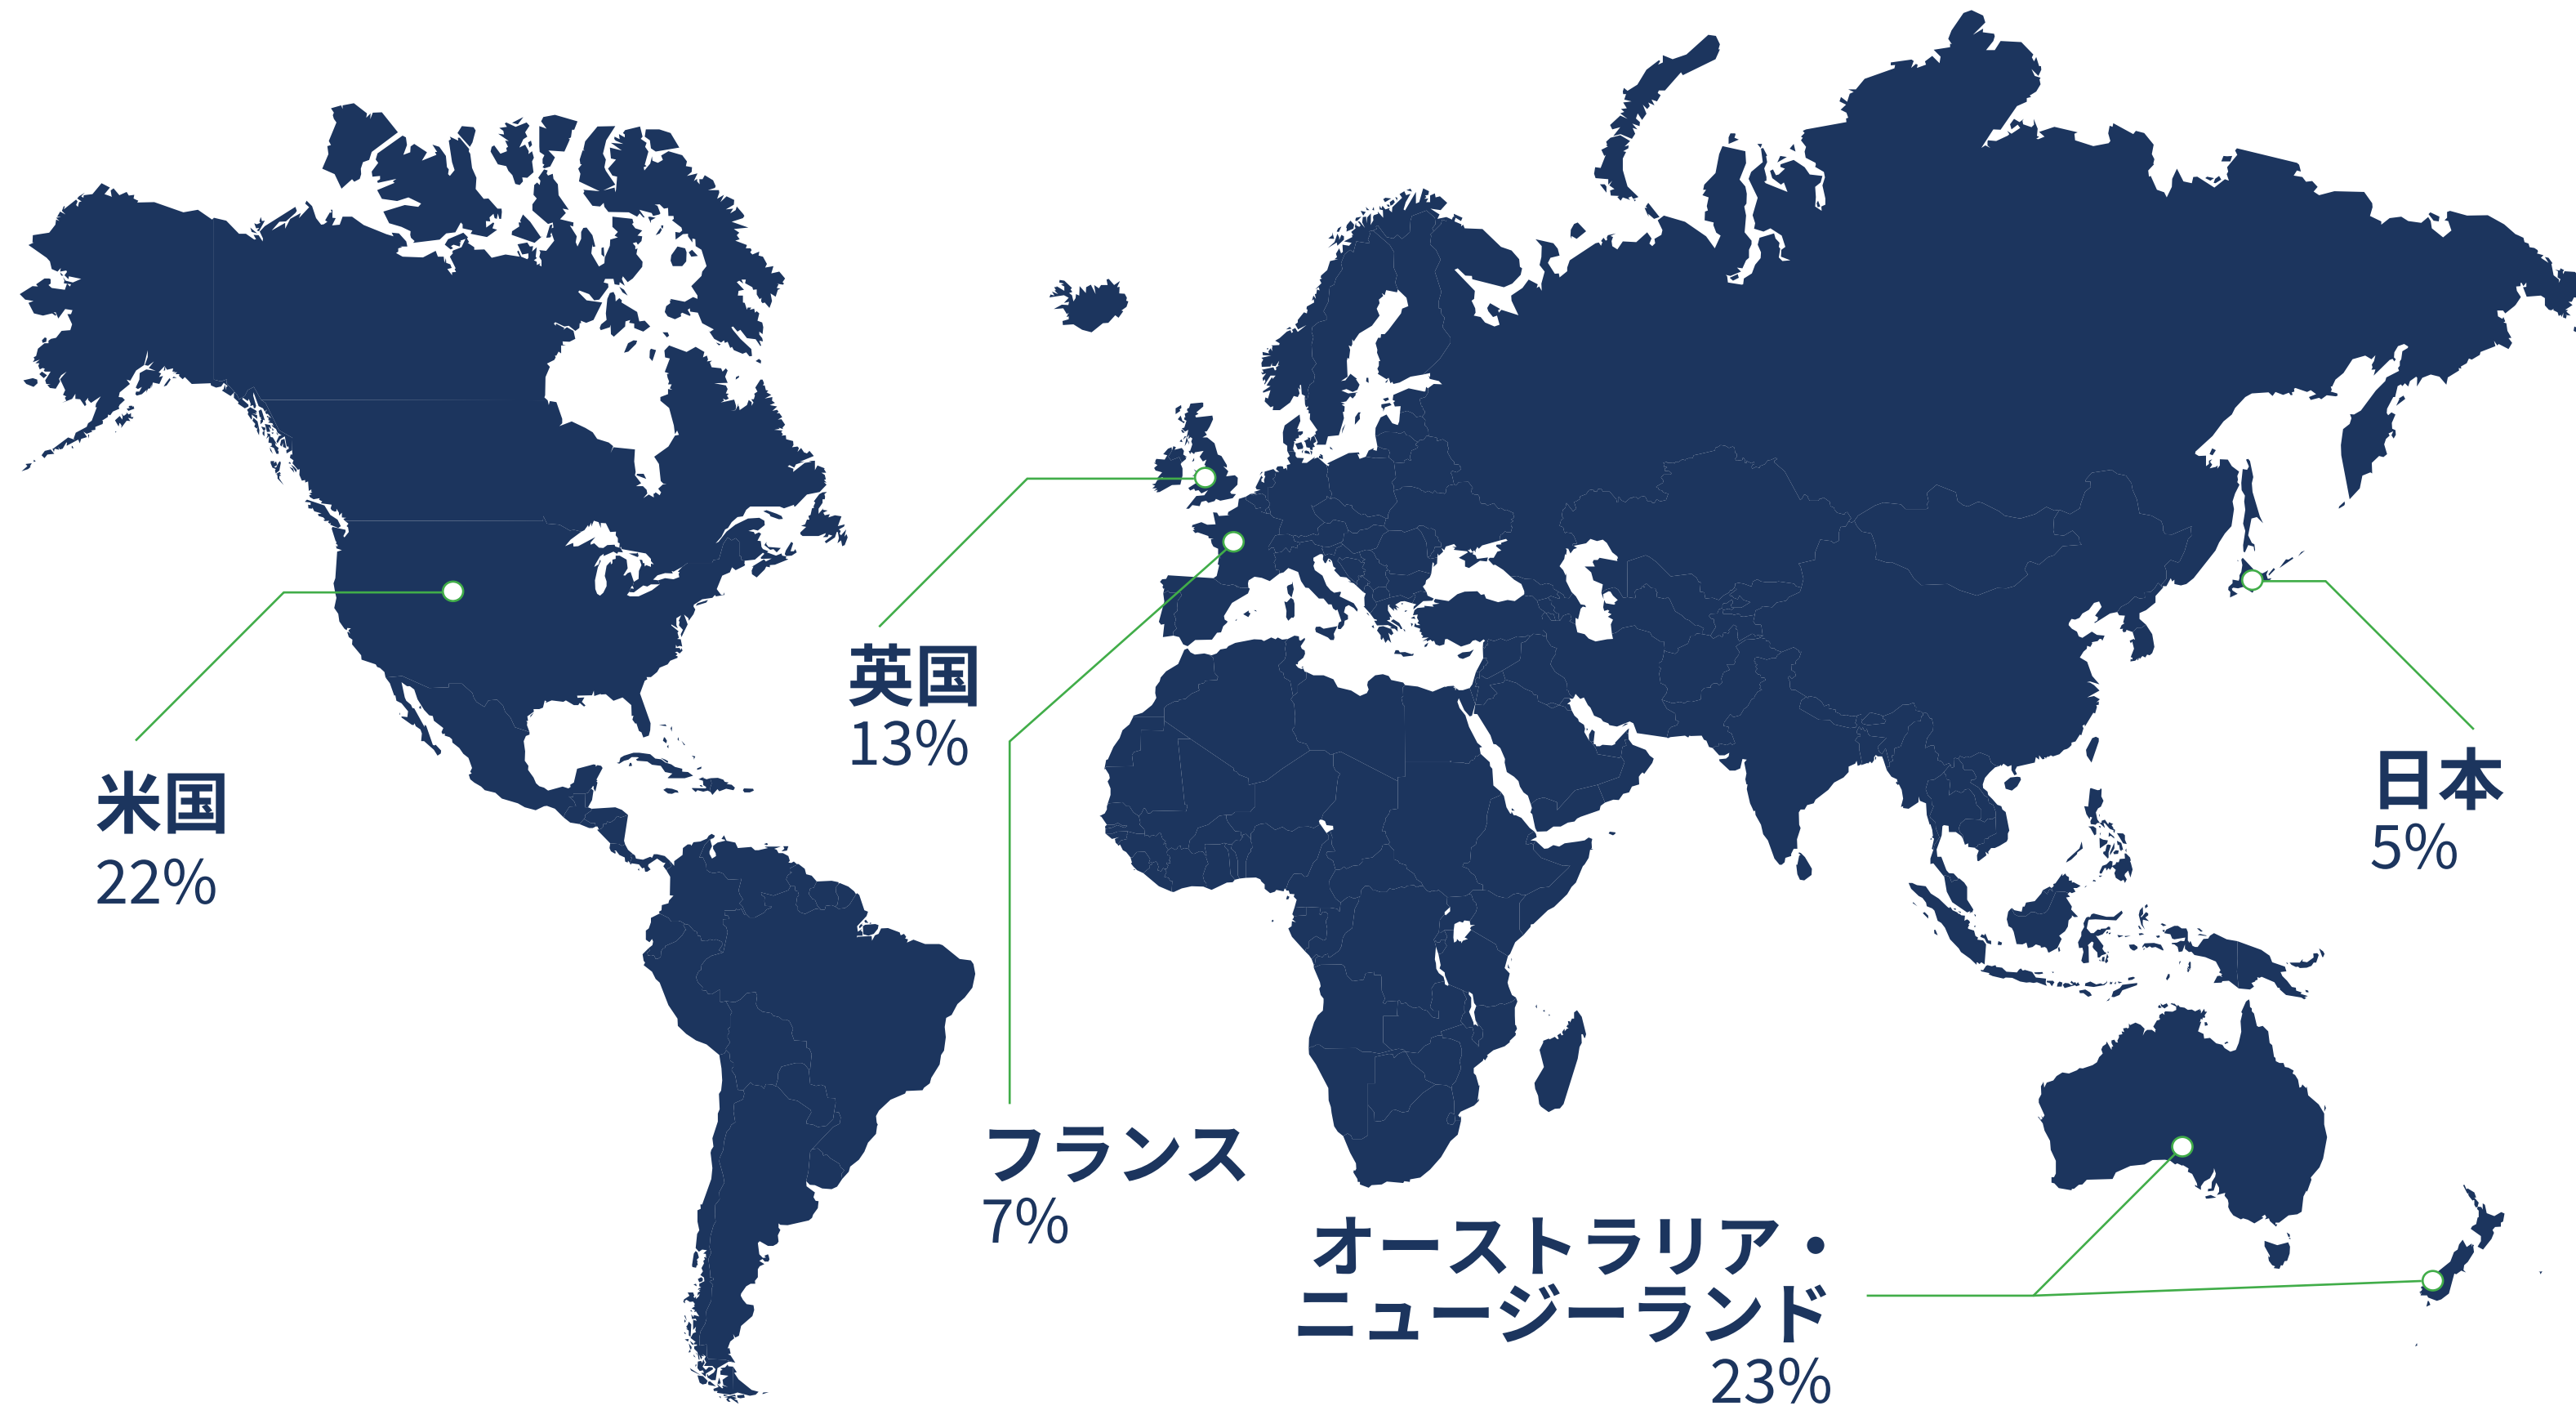 米国
22%
英国
13%
フランス
7%
日本
5%
オーストラリア・
ニュージーランド
23%